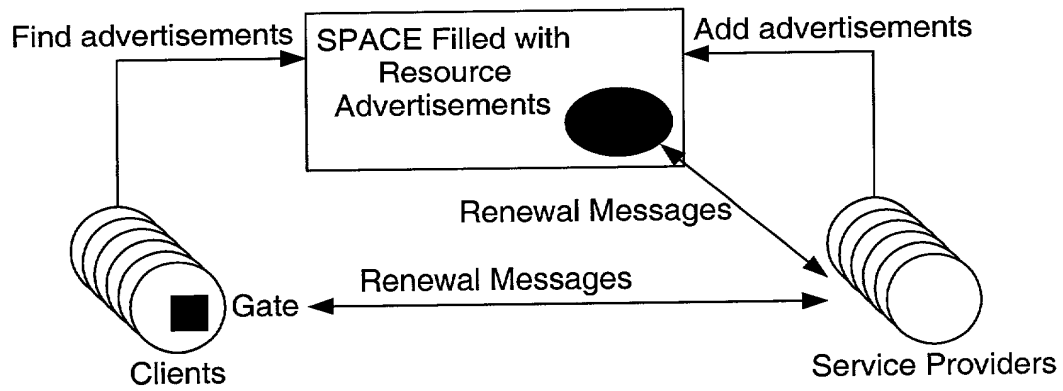 Find advertisements
SPACE Filled with
Resource
Advertisements
Add advertisements
Renewal Messages
Renewal Messages
Gate
Clients
Service Providers